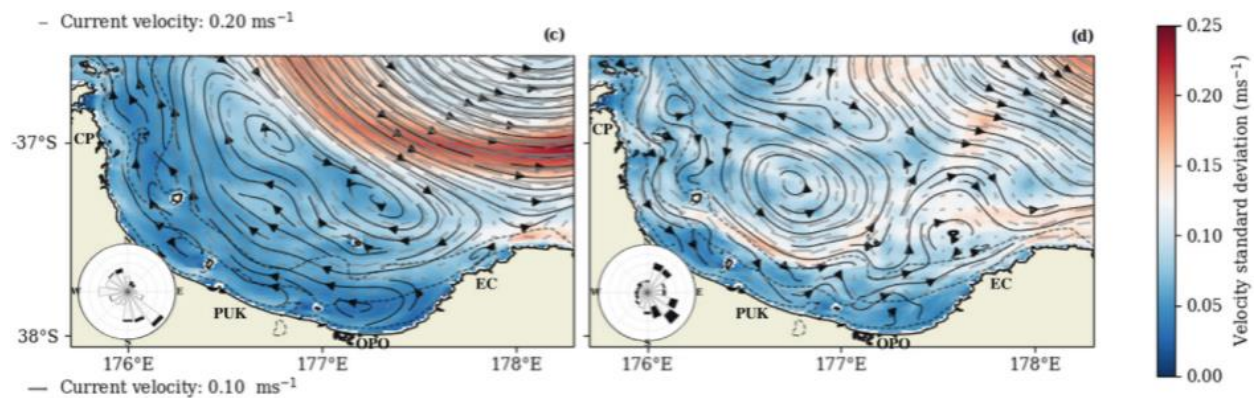 – Current velocity: 0.20 ms⁻¹
(c) (d)
CP CP
-37°S
EC EC
W E W E
PUK PUK
S S
38°S
OPO OPO
176°E 177°E 178°E 176°E 177°E 178°E
— Current velocity: 0.10 ms⁻¹
0.25
0.20
0.15
0.10
0.05
0.00
Velocity standard deviation (ms⁻¹)